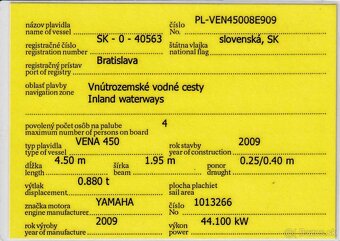 názov plavidla
name of vessel
číslo
No.
PL-VEN45008E909
registračné číslo
registration number
SK - 0 - 40563
štátna vlajka
national flag
slovenská, SK
registračný prístav
port of registry
Bratislava
oblasť plavby
navigation zone
Vnútrozemské vodné cesty
Inland waterways
povolený počet osôb na palube
maximum number of persons on board
4
typ plavidla
type of vessel
VENA 450
rok stavby
year of construction
2009
dĺžka
length
4.50 m
šírka
beam
1.95 m
ponor
draught
0.25/0.40 m
výtlak
displacement
0.880 t
plocha plachiet
sail area
značka motora
engine manufacturer
YAMAHA
číslo
No.
1013266
rok výroby
year of manufacture
2009
výkon
power
44.100 kW